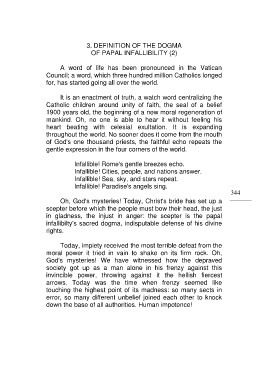 3. DEFINITION OF THE DOGMA
OF PAPAL INFALLIBILITY (2)
A word of life has been pronounced in the Vatican
Council; a word, which three hundred million Catholics longed
for, has started going all over the world.
It is an enactment of truth, a watch word centralizing the
Catholic children around unity of faith, the seal of a belief
1900 years old, the beginning of a new moral regeneration of
mankind. Oh, no one is able to hear it without feeling his
heart beating with celestial exultation. It is expanding
throughout the world. No sooner does it come from the mouth
of God's one thousand priests, the faithful echo repeats the
gentle expression in the four corners of the world.
Infallible! Rome's gentle breezes echo.
Infallible! Cities, people, and nations answer.
Infallible! Sea, sky, and stars repeat.
Infallible! Paradise's angels sing.
344
Oh, God's mysteries! Today, Christ's bride has set up a
scepter before which the people must bow their head, the just
in gladness, the injust in anger: the scepter is the papal
infallibilty's sacred dogma, indisputable defense of his divine
rights.
Today, impiety received the most terrible defeat from the
moral power it tried in vain to shake on its firm rock. Oh,
God's mysteries! We have witnessed how the depraved
society got up as a man alone in his frenzy against this
invincible power, throwing against it the hellish fiercest
arrows. Today was the time when frenzy seemed like
touching the highest point of its madness: so many sects in
error, so many different unbelief joined each other to knock
down the base of all authorities. Human impotence!